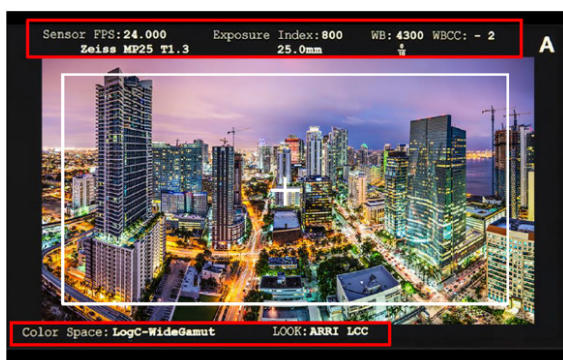 Sensor FPS: 24.000 Exposure Index: 800 WB: 4300 WBCC: - 2
Zeiss MP25 T1.3 25.0mm
A
Color Space: LogC-WideGamut LOOK: ARRI LCC